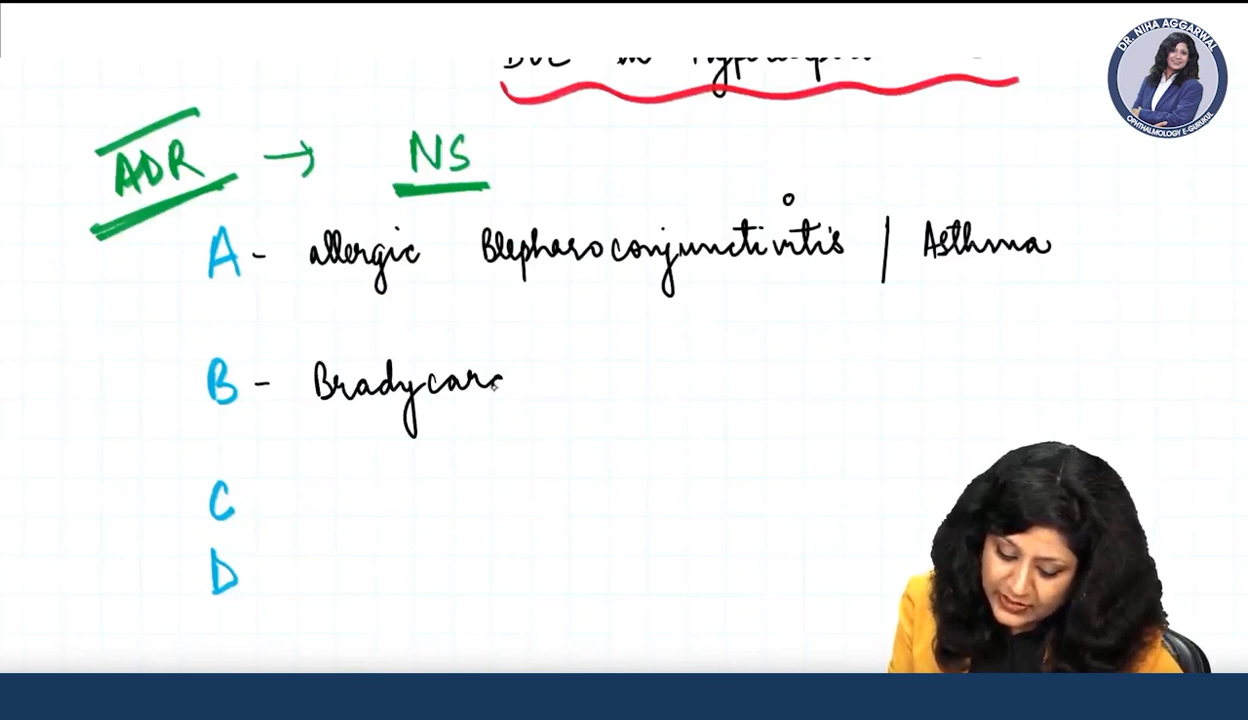 DR. NIHA AGGARWAL
OPHTHALMOLOGY E-GURUKUL
ADR → NS
A - allergic Blepharoconjunctivitis | Asthma
B - Bradycar
C
D